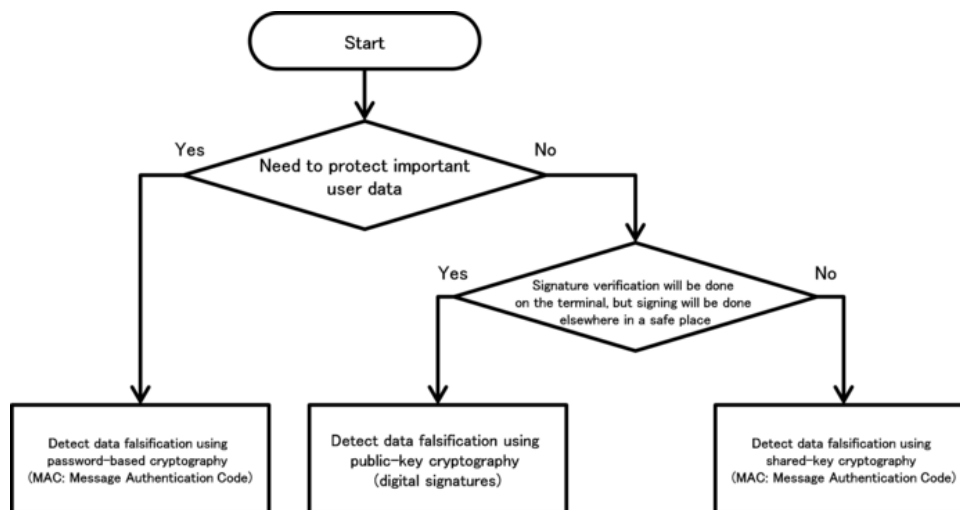 Start
Yes
No
Need to protect important
user data
Yes
No
Signature verification will be done
on the terminal, but signing will be done
elsewhere in a safe place
Detect data falsification using
password-based cryptography
(MAC: Message Authentication Code)
Detect data falsification using
public-key cryptography
(digital signatures)
Detect data falsification using
shared-key cryptography
(MAC: Message Authentication Code)